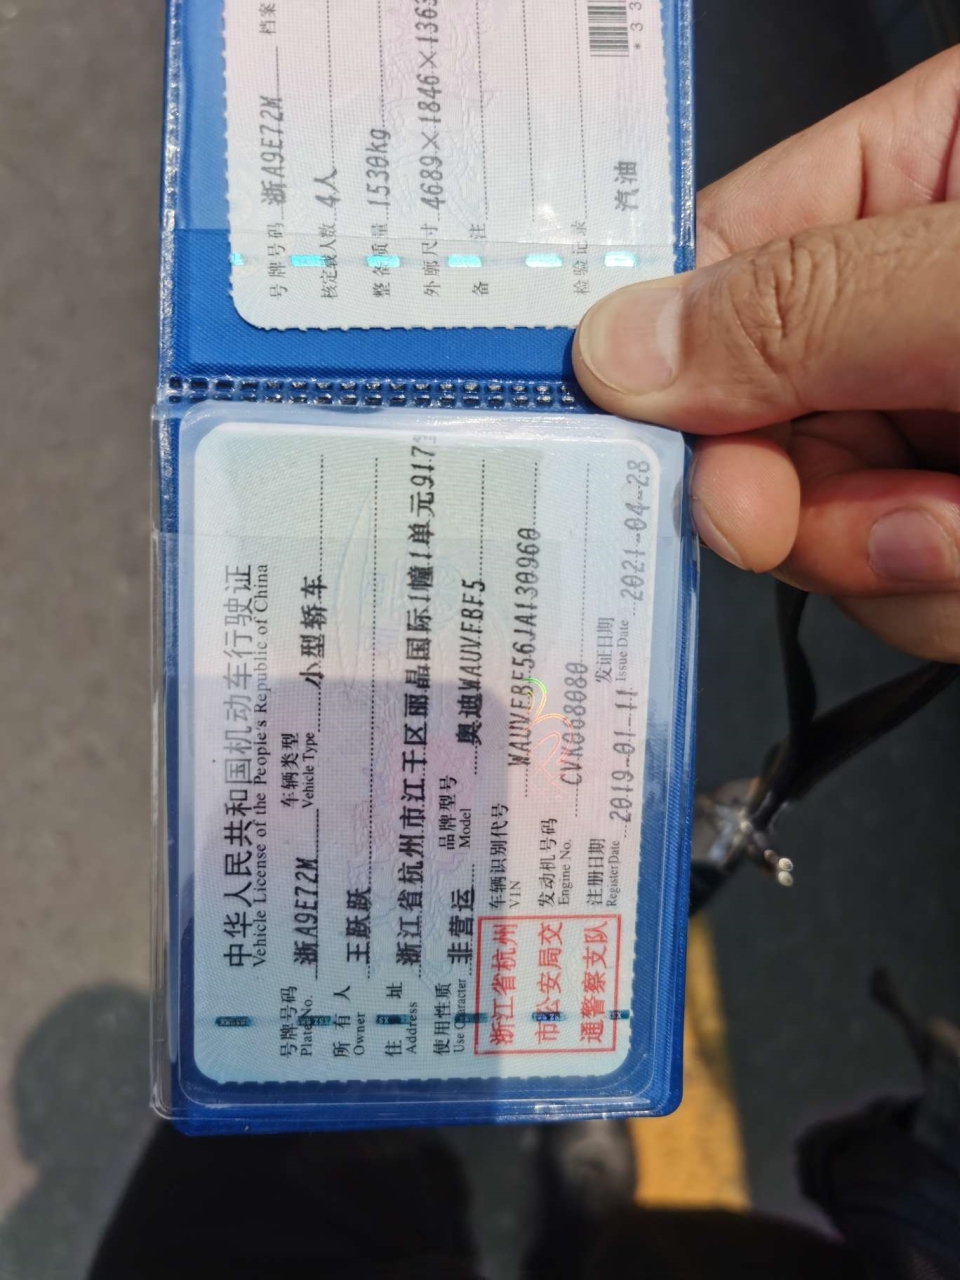 中华人民共和国机动车行驶证
Vehicle License of the People's Republic of China
号牌号码 浙A9E72M 车辆类型 小型轿车
Plate No. Vehicle Type
所有人 王跃跃
Owner
住址 浙江省杭州市江干区丽晶国际1幢1单元917
Address
使用性质 非营运 品牌型号 奥迪WAUVFBF5
Use Character Model
浙江省杭州
市公安局交
通警察支队
车辆识别代号
VIN
发动机号码 CVK068080
Engine No.
注册日期 2019-01-11 发证日期 2021-04-28
Register Date Issue Date
号牌号码 浙A9E72M 档案
核定载人数 4人
整备质量 1530kg
外廓尺寸 4689×1846×1363
备注
检验记录
汽油
*33